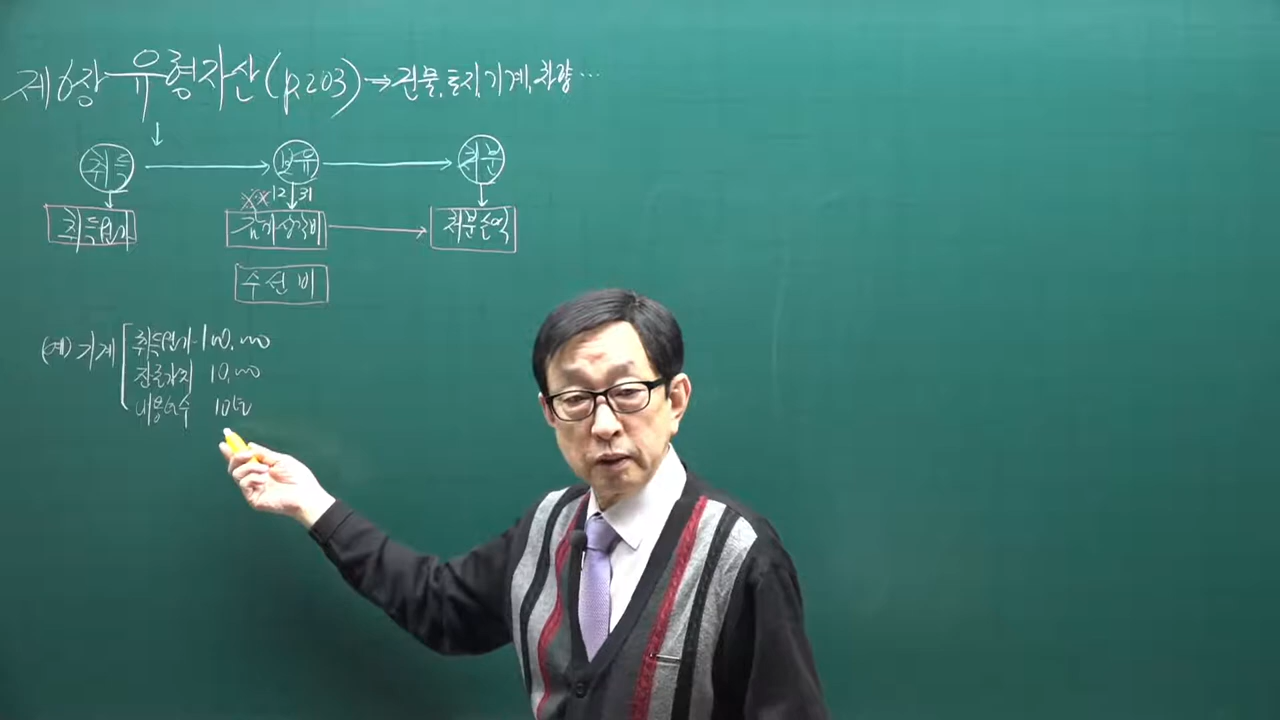 제6장 유형자산(p.203) → 건물, 토지, 기계, 차량…
취득 → 보유 → 처분
XX 12 31
취득원가 감가상각비 → 처분손익
수선비
(예) 기계 취득원가 100,000
잔존가치 10,000
내용연수 10년